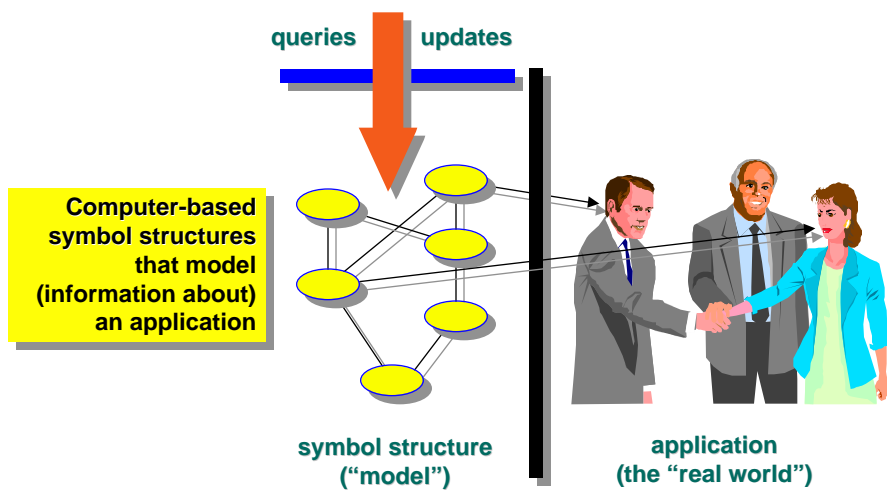 queries updates
Computer-based
symbol structures
that model
(information about)
an application
symbol structure
(“model”)
application
(the “real world”)